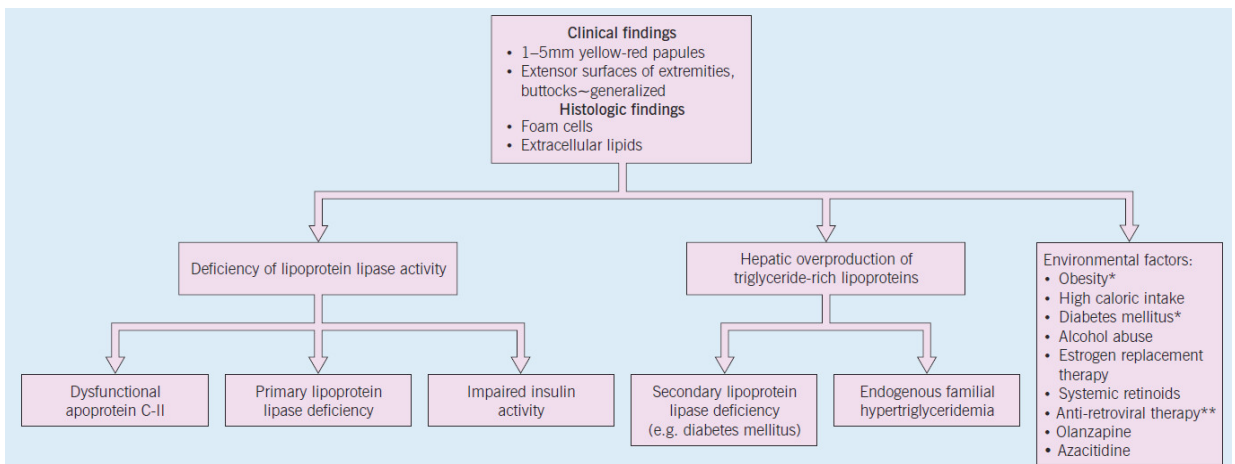 Clinical findings
• 1–5mm yellow-red papules
• Extensor surfaces of extremities,
buttocks~generalized
Histologic findings
• Foam cells
• Extracellular lipids
Deficiency of lipoprotein lipase activity
Hepatic overproduction of
triglyceride-rich lipoproteins
Environmental factors:
• Obesity*
• High caloric intake
• Diabetes mellitus*
• Alcohol abuse
• Estrogen replacement
therapy
• Systemic retinoids
• Anti-retroviral therapy**
• Olanzapine
• Azacitidine
Dysfunctional
apoprotein C-II
Primary lipoprotein
lipase deficiency
Impaired insulin
activity
Secondary lipoprotein
lipase deficiency
(e.g. diabetes mellitus)
Endogenous familial
hypertriglyceridemia